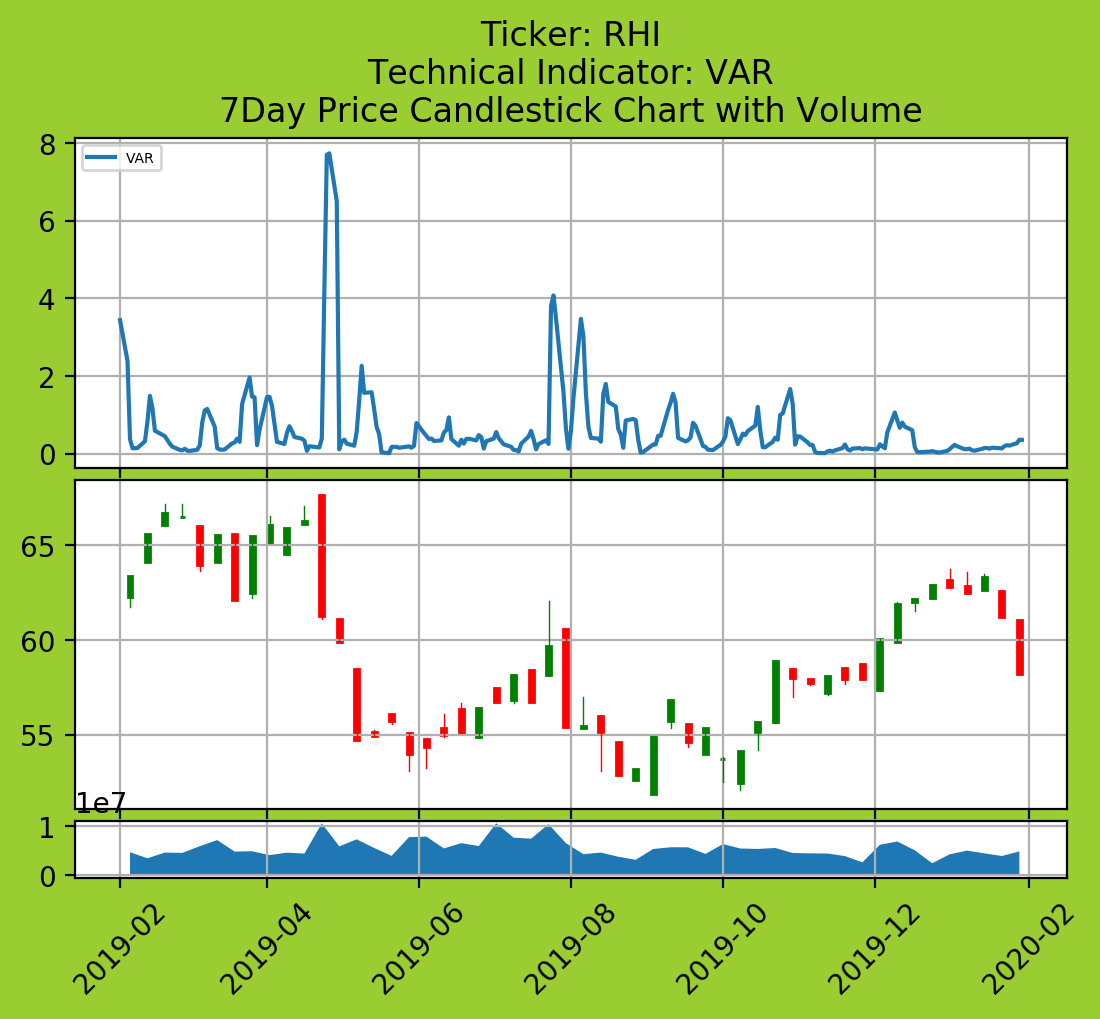 Ticker: RHI
Technical Indicator: VAR
7Day Price Candlestick Chart with Volume
VAR
8
6
4
2
0
65
60
55
1e7
1
0
2019-02 2019-04 2019-06 2019-08 2019-10 2019-12 2020-02